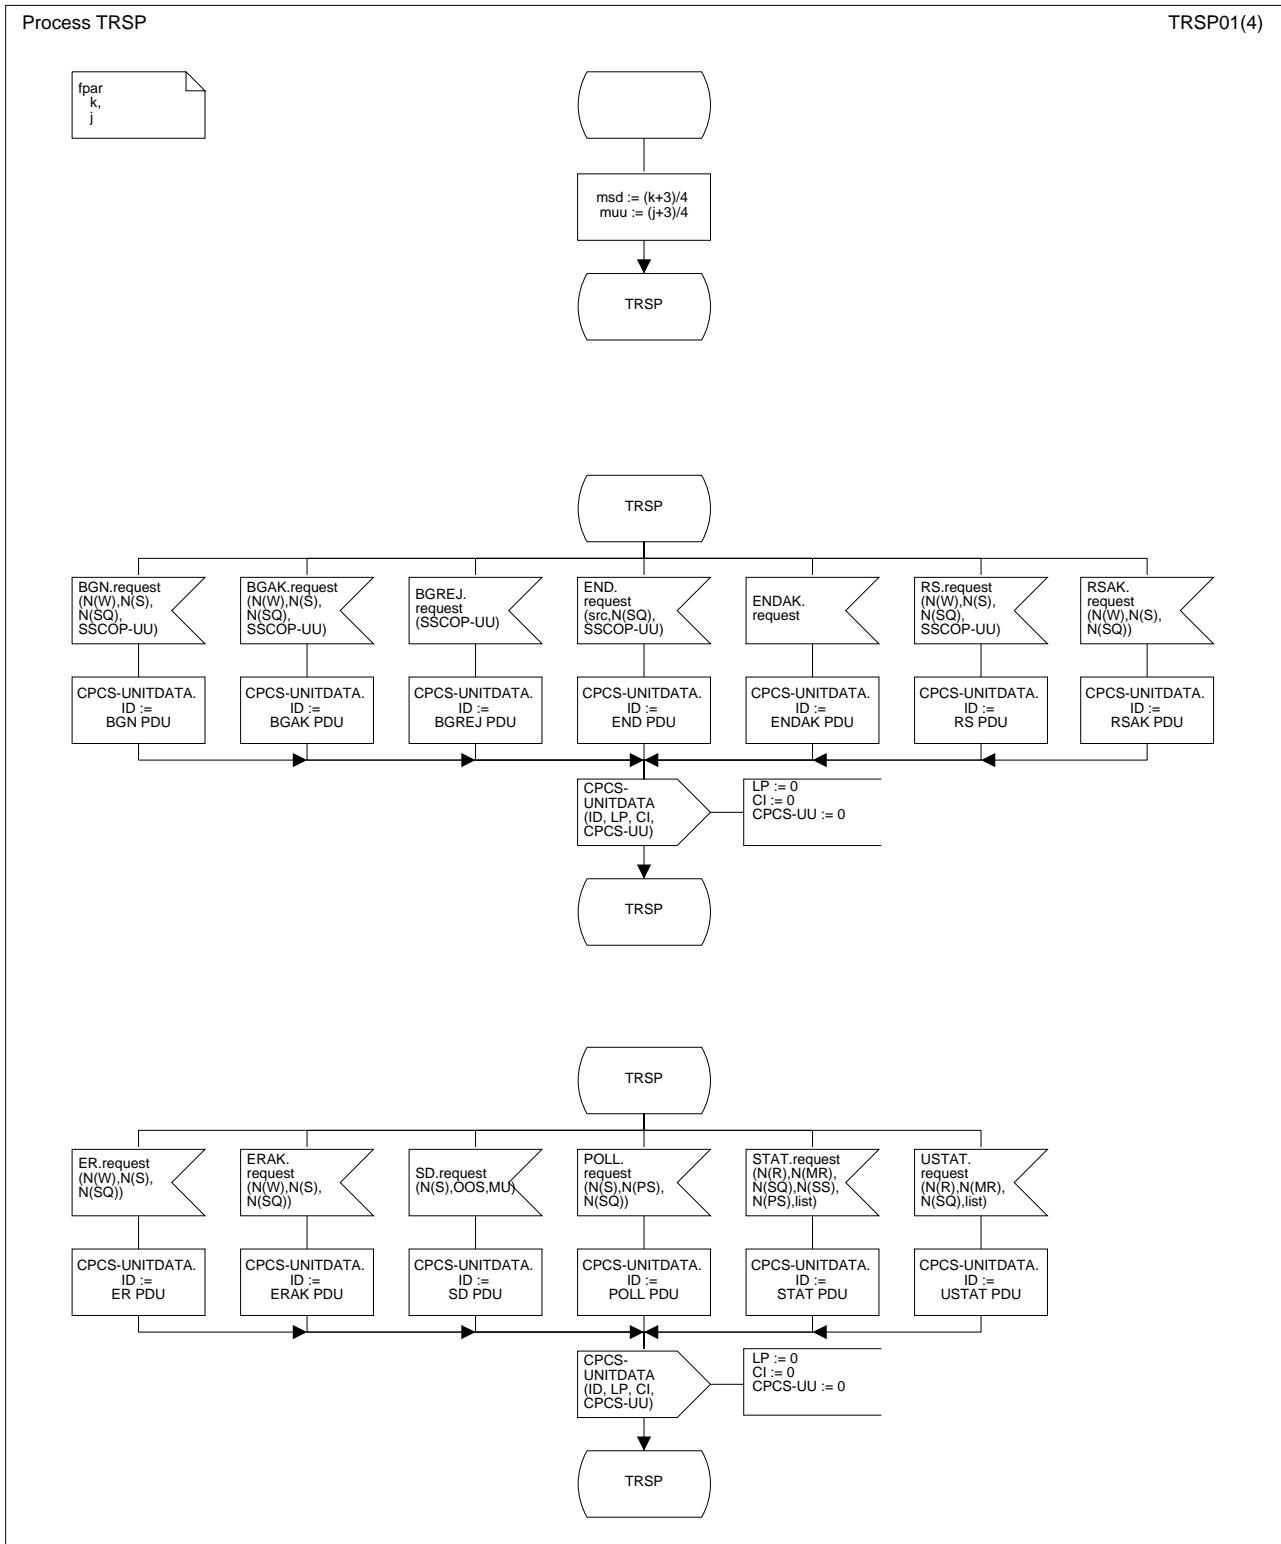 Process TRSP
TRSP01(4)
fpar
k,
j
msd := (k+3)/4
muu := (j+3)/4
TRSP
TRSP
BGN.request
(N(W),N(S),
N(SQ),
SSCOP-UU)
BGAK.request
(N(W),N(S),
N(SQ),
SSCOP-UU)
BGREJ.
request
(SSCOP-UU)
END.
request
(src,N(SQ),
SSCOP-UU)
ENDAK.
request
RS.request
(N(W),N(S),
N(SQ),
SSCOP-UU)
RSAK.
request
(N(W),N(S),
N(SQ))
CPCS-UNITDATA.
ID :=
BGN PDU
CPCS-UNITDATA.
ID :=
BGAK PDU
CPCS-UNITDATA.
ID :=
BGREJ PDU
CPCS-UNITDATA.
ID :=
END PDU
CPCS-UNITDATA.
ID :=
ENDAK PDU
CPCS-UNITDATA.
ID :=
RS PDU
CPCS-UNITDATA.
ID :=
RSAK PDU
CPCS-
UNITDATA
(ID, LP, CI,
CPCS-UU)
LP := 0
CI := 0
CPCS-UU := 0
TRSP
TRSP
ER.request
(N(W),N(S),
N(SQ))
ERAK.
request
(N(W),N(S),
N(SQ))
SD.request
(N(S),OOS,MU)
POLL.
request
(N(S),N(PS),
N(SQ))
STAT.request
(N(R),N(MR),
N(SQ),N(SS),
N(PS),list)
USTAT.
request
(N(R),N(MR),
N(SQ),list)
CPCS-UNITDATA.
ID :=
ER PDU
CPCS-UNITDATA.
ID :=
ERAK PDU
CPCS-UNITDATA.
ID :=
SD PDU
CPCS-UNITDATA.
ID :=
POLL PDU
CPCS-UNITDATA.
ID :=
STAT PDU
CPCS-UNITDATA.
ID :=
USTAT PDU
CPCS-
UNITDATA
(ID, LP, CI,
CPCS-UU)
LP := 0
CI := 0
CPCS-UU := 0
TRSP